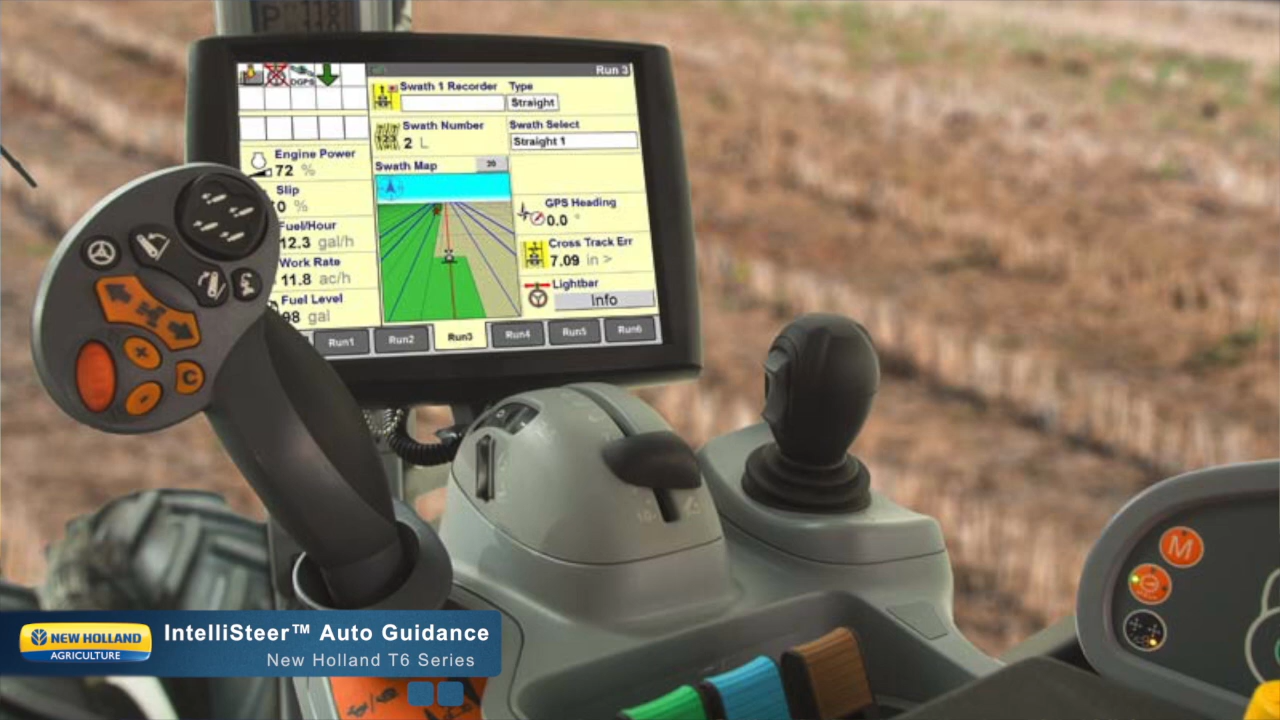 P
DGPS
Run 3
Swath 1 Recorder Type
Straight
Swath Number
2 L
Swath Select
Straight 1
Engine Power
72 %
Swath Map 20
Slip
0 %
GPS Heading
0.0 °
Fuel/Hour
12.3 gal/h
Cross Track Err
7.09 in >
Work Rate
11.8 ac/h
Lightbar
Info
Fuel Level
98 gal
Run1 Run2 Run3 Run4 Run5 Run6
C
M
NEW HOLLAND
AGRICULTURE
IntelliSteer™ Auto Guidance
New Holland T6 Series